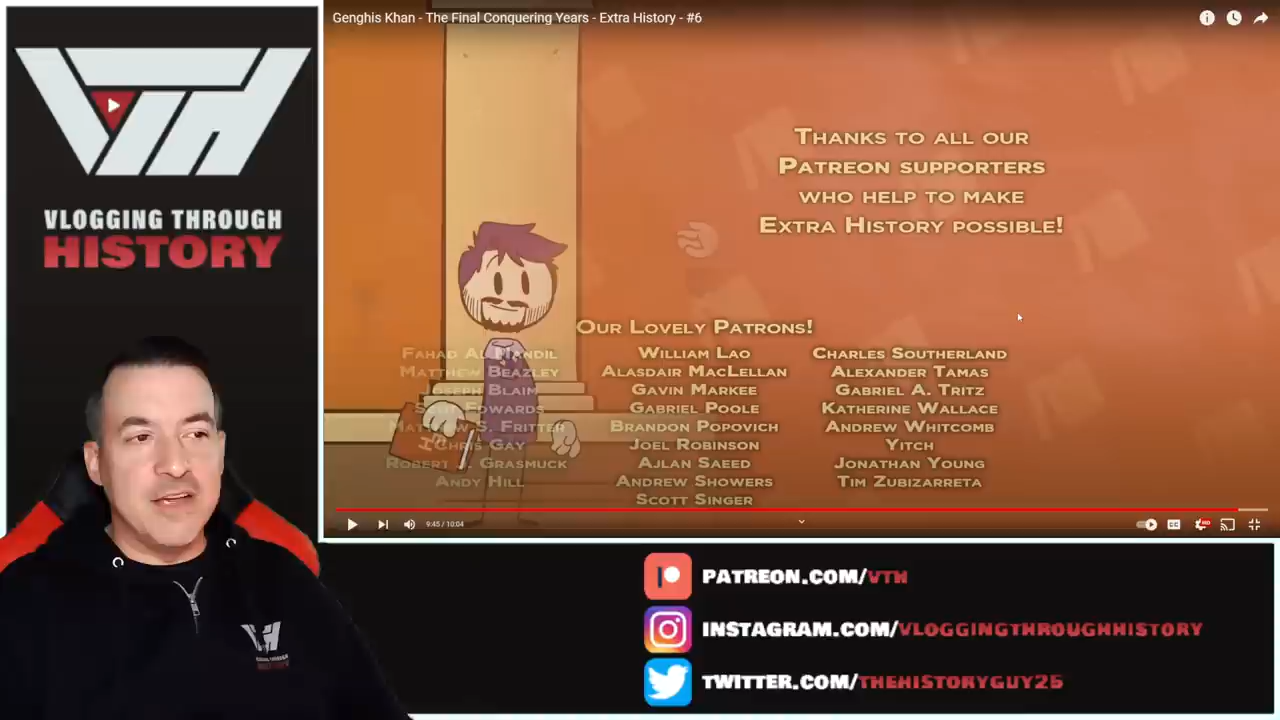 Genghis Khan - The Final Conquering Years - Extra History - #6
VTH
VLOGGING THROUGH
HISTORY
THANKS TO ALL OUR
PATREON SUPPORTERS
WHO HELP TO MAKE
EXTRA HISTORY POSSIBLE!
OUR LOVELY PATRONS!
MATTHEW BEAZLEY
WILLIAM LAO
ALASDAIR MACLELLAN
GAVIN MARKEE
GABRIEL POOLE
BRANDON POPOVICH
JOEL ROBINSON
AJLAN SAEED
ANDREW SHOWERS
SCOTT SINGER
CHARLES SOUTHERLAND
ALEXANDER TAMAS
GABRIEL A. TRITZ
KATHERINE WALLACE
ANDREW WHITCOMB
YITCH
JONATHAN YOUNG
TIM ZUBIZARRETA
CHRIS GAY
ANDY HILL
9:45 / 10:04
CC
HD
PATREON.COM/VTH
INSTAGRAM.COM/VLOGGINGTHROUGHHISTORY
TWITTER.COM/THEHISTORYGUY25